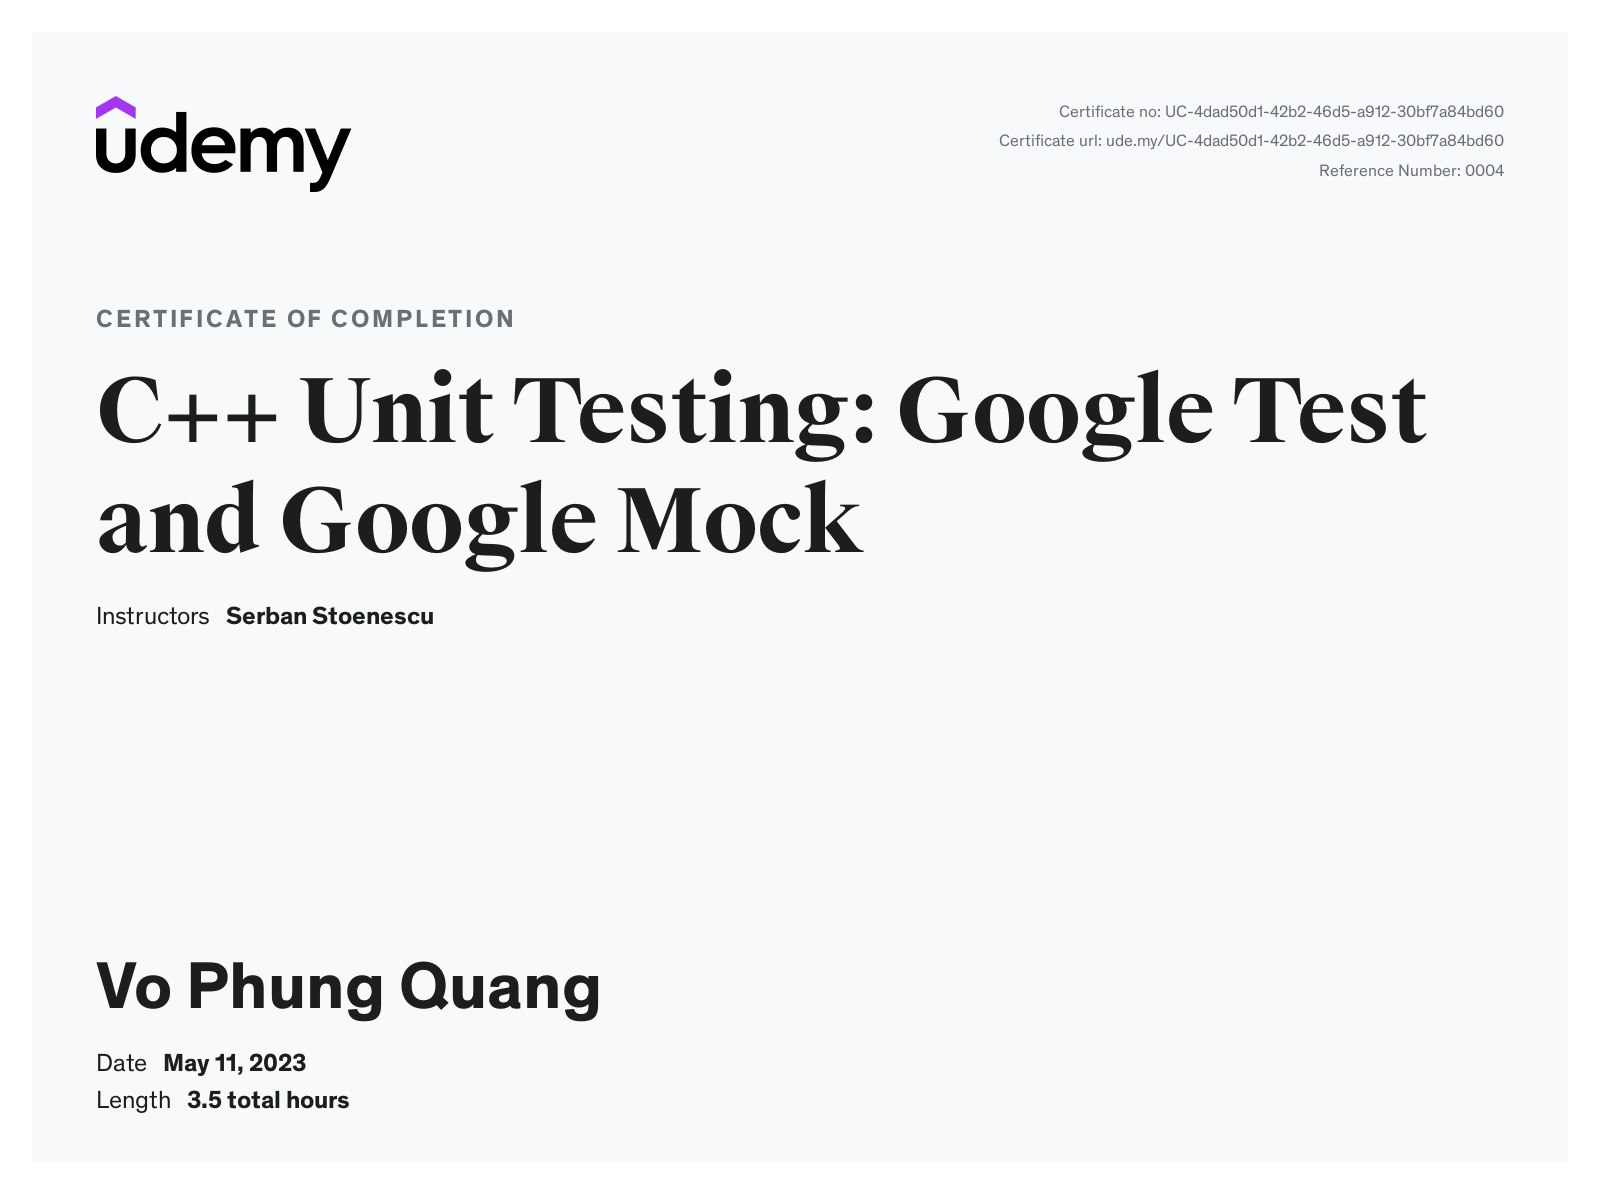 udemy
Certificate no: UC-4dad50d1-42b2-46d5-a912-30bf7a84bd60
Certificate url: ude.my/UC-4dad50d1-42b2-46d5-a912-30bf7a84bd60
Reference Number: 0004
CERTIFICATE OF COMPLETION
C++ Unit Testing: Google Test
and Google Mock
Instructors Serban Stoenescu
Vo Phung Quang
Date May 11, 2023
Length 3.5 total hours